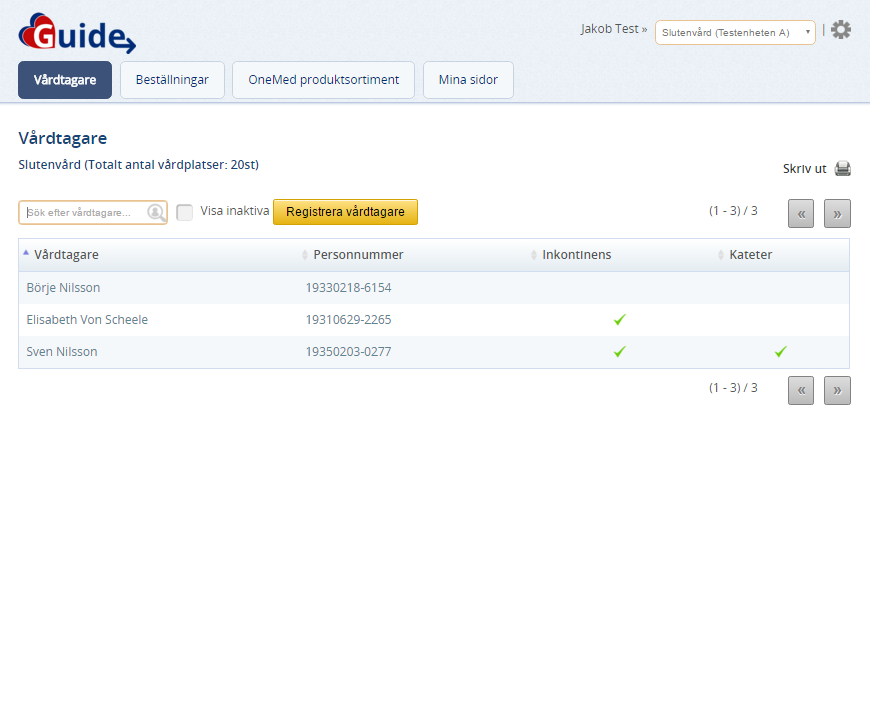 Guide
Jakob Test »
Slutenvård (Testenheten A)
|
Vårdtagare
Beställningar
OneMed produktsortiment
Mina sidor
Vårdtagare
Slutenvård (Totalt antal vårdplatser: 20st)
Skriv ut
Sök efter vårdtagare...
Visa inaktiva
Registrera vårdtagare
(1 - 3) / 3
«
»
Vårdtagare Personnummer Inkontinens Kateter
Börje Nilsson 19330218-6154
Elisabeth Von Scheele 19310629-2265
Sven Nilsson 19350203-0277
(1 - 3) / 3
«
»